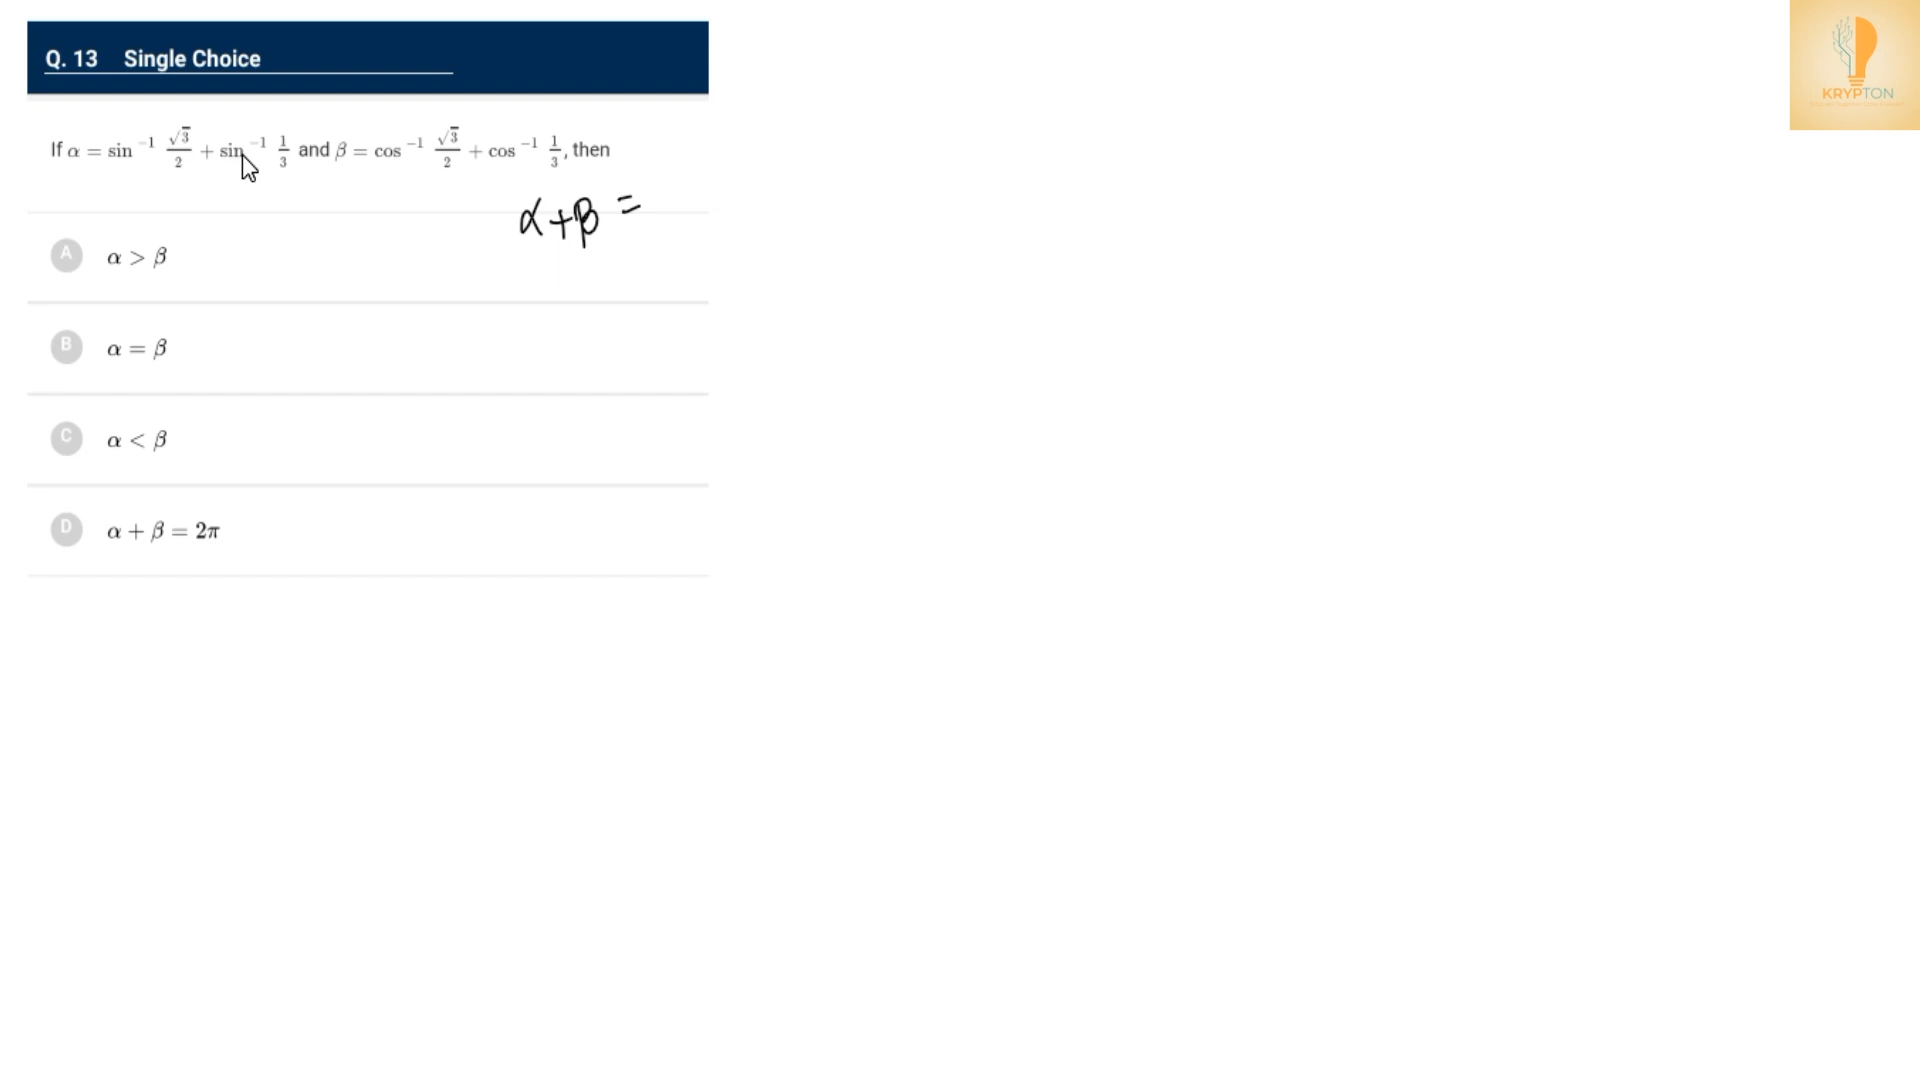 Q. 13 Single Choice
KRYPTON
If α = sin⁻¹ √3/2 + sin⁻¹ 1/3 and β = cos⁻¹ √3/2 + cos⁻¹ 1/3, then
α+β =
A α > β
B α = β
C α < β
D α + β = 2π